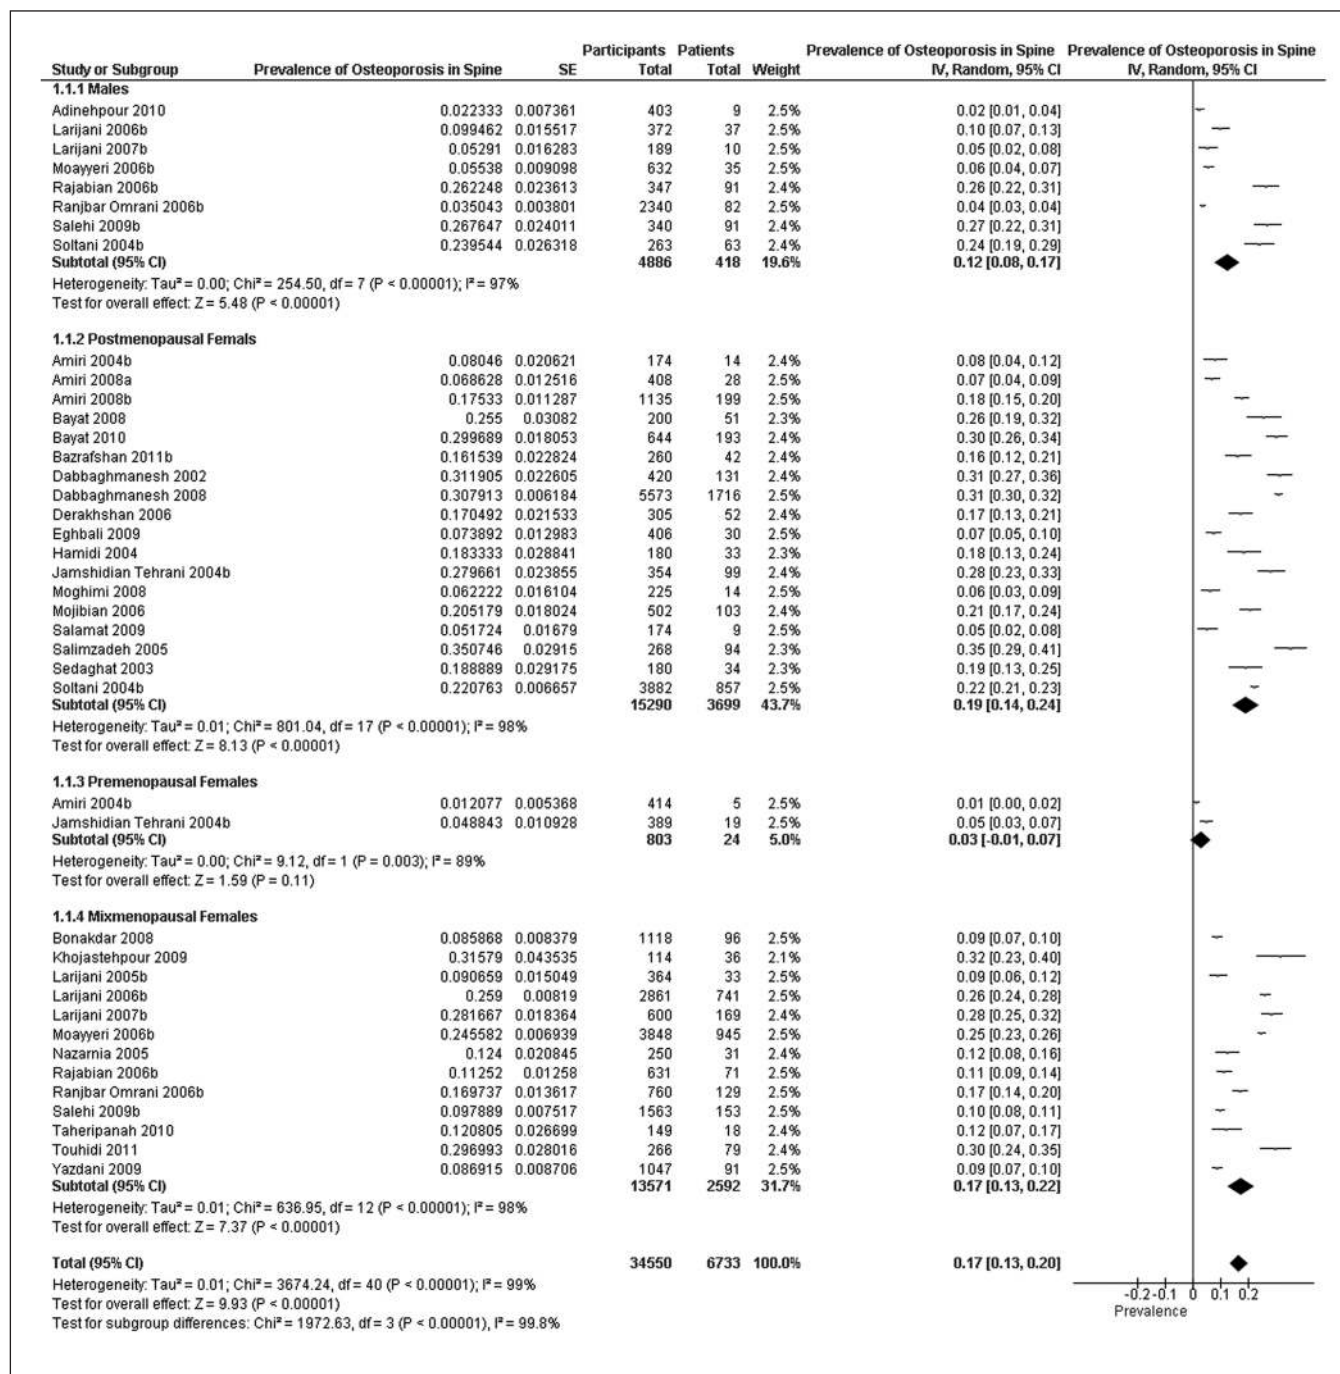 Participants Patients Prevalence of Osteoporosis in Spine Prevalence of Osteoporosis in Spine
Study or Subgroup Prevalence of Osteoporosis in Spine SE Total Total Weight IV, Random, 95% CI IV, Random, 95% CI
1.1.1 Males
Adinehpour 2010 0.022333 0.007361 403 9 2.5% 0.02 [0.01, 0.04]
Larijani 2006b 0.099462 0.015517 372 37 2.5% 0.10 [0.07, 0.13]
Larijani 2007b 0.05291 0.016283 189 10 2.5% 0.05 [0.02, 0.08]
Moayyeri 2006b 0.05538 0.009098 632 35 2.5% 0.06 [0.04, 0.07]
Rajabian 2006b 0.262248 0.023613 347 91 2.4% 0.26 [0.22, 0.31]
Ranjbar Omrani 2006b 0.035043 0.003801 2340 82 2.5% 0.04 [0.03, 0.04]
Salehi 2009b 0.267647 0.024011 340 91 2.4% 0.27 [0.22, 0.31]
Soltani 2004b 0.239544 0.026318 263 63 2.4% 0.24 [0.19, 0.29]
Subtotal (95% CI) 4886 418 19.6% 0.12 [0.08, 0.17]
Heterogeneity: Tau² = 0.00; Chi² = 254.50, df = 7 (P < 0.00001); I² = 97%
Test for overall effect: Z = 5.48 (P < 0.00001)
1.1.2 Postmenopausal Femals
Amiri 2004b 0.08046 0.020621 174 14 2.4% 0.08 [0.04, 0.12]
Amiri 2008a 0.068628 0.012516 408 28 2.5% 0.07 [0.04, 0.09]
Amiri 2008b 0.17533 0.011287 1135 199 2.5% 0.18 [0.15, 0.20]
Bayat 2008 0.255 0.03082 200 51 2.3% 0.26 [0.19, 0.32]
Bayat 2010 0.299689 0.018053 644 193 2.4% 0.30 [0.26, 0.34]
Bazrafshan 2011b 0.161539 0.022824 260 42 2.4% 0.16 [0.12, 0.21]
Dabbaghmanesh 2002 0.311905 0.022605 420 131 2.4% 0.31 [0.27, 0.36]
Dabbaghmanesh 2008 0.307913 0.006184 5573 1716 2.5% 0.31 [0.30, 0.32]
Derakhshan 2006 0.170492 0.021533 305 52 2.4% 0.17 [0.13, 0.21]
Eghbali 2009 0.073892 0.012983 406 30 2.5% 0.07 [0.05, 0.10]
Hamidi 2004 0.183333 0.028841 180 33 2.3% 0.18 [0.13, 0.24]
Jamshidian Tehrani 2004b 0.279661 0.023855 354 99 2.4% 0.28 [0.23, 0.33]
Moghimi 2008 0.062222 0.016104 225 14 2.5% 0.06 [0.03, 0.09]
Mojibian 2006 0.205179 0.018024 502 103 2.4% 0.21 [0.17, 0.24]
Salamat 2009 0.051724 0.01679 174 9 2.5% 0.05 [0.02, 0.08]
Salimzadeh 2005 0.350746 0.02915 268 94 2.3% 0.35 [0.29, 0.41]
Sedaghat 2003 0.188889 0.029175 180 34 2.3% 0.19 [0.13, 0.25]
Soltani 2004b 0.220763 0.006657 3882 857 2.5% 0.22 [0.21, 0.23]
Subtotal (95% CI) 15290 3699 43.7% 0.19 [0.14, 0.24]
Heterogeneity: Tau² = 0.01; Chi² = 801.04, df = 17 (P < 0.00001); I² = 98%
Test for overall effect: Z = 8.13 (P < 0.00001)
1.1.3 Premenopausal Females
Amiri 2004b 0.012077 0.005368 414 5 2.5% 0.01 [0.00, 0.02]
Jamshidian Tehrani 2004b 0.048843 0.010928 389 19 2.5% 0.05 [0.03, 0.07]
Subtotal (95% CI) 803 24 5.0% 0.03 [-0.01, 0.07]
Heterogeneity: Tau² = 0.00; Chi² = 9.12, df = 1 (P = 0.003); I² = 89%
Test for overall effect: Z = 1.59 (P = 0.11)
1.1.4 Mixmenopausal Females
Bonakdar 2008 0.085868 0.008379 1118 96 2.5% 0.09 [0.07, 0.10]
Khojastehpour 2009 0.31579 0.043535 114 36 2.1% 0.32 [0.23, 0.40]
Larijani 2005b 0.090659 0.015049 364 33 2.5% 0.09 [0.06, 0.12]
Larijani 2006b 0.259 0.00819 2861 741 2.5% 0.26 [0.24, 0.28]
Larijani 2007b 0.281667 0.018364 600 169 2.4% 0.28 [0.25, 0.32]
Moayyeri 2006b 0.245582 0.006939 3848 945 2.5% 0.25 [0.23, 0.26]
Nazarnia 2005 0.124 0.020845 250 31 2.4% 0.12 [0.08, 0.16]
Rajabian 2006b 0.11252 0.01258 631 71 2.5% 0.11 [0.09, 0.14]
Ranjbar Omrani 2006b 0.169737 0.013617 760 129 2.5% 0.17 [0.14, 0.20]
Salehi 2009b 0.097889 0.007517 1563 153 2.5% 0.10 [0.08, 0.11]
Taheripanah 2010 0.120805 0.026699 149 18 2.4% 0.12 [0.07, 0.17]
Touhidi 2011 0.296993 0.028016 266 79 2.4% 0.30 [0.24, 0.35]
Yazdani 2009 0.086915 0.008706 1047 91 2.5% 0.09 [0.07, 0.10]
Subtotal (95% CI) 13571 2592 31.7% 0.17 [0.13, 0.22]
Heterogeneity: Tau² = 0.01; Chi² = 636.95, df = 12 (P < 0.00001); I² = 98%
Test for overall effect: Z = 7.37 (P < 0.00001)
Total (95% CI) 34550 6733 100.0% 0.17 [0.13, 0.20]
Heterogeneity: Tau² = 0.01; Chi² = 3674.24, df = 40 (P < 0.00001); I² = 99%
Test for overall effect: Z = 9.93 (P < 0.00001)
Test for subgroup differences: Chi² = 1972.63, df = 3 (P < 0.00001), I² = 99.8%
-0.2 -0.1 0 0.1 0.2
Prevalence